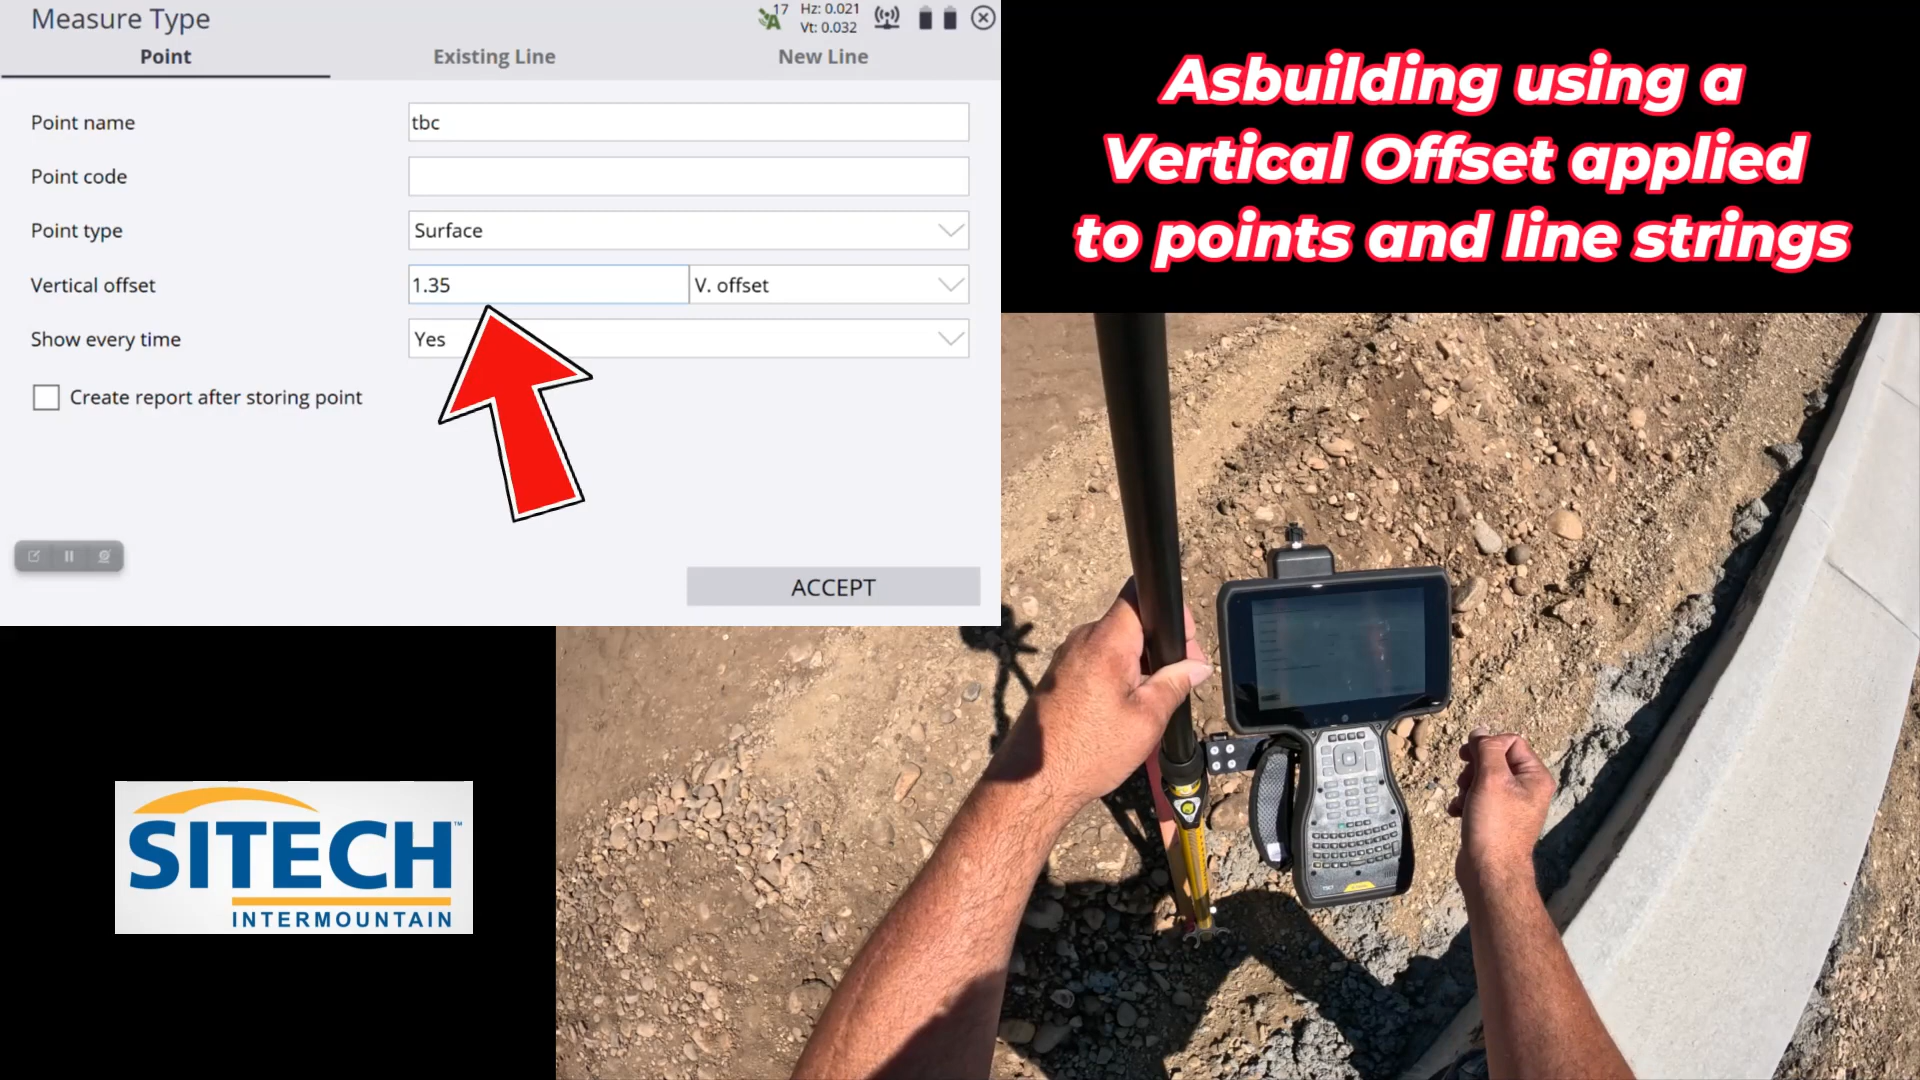 Measure Type
17
Hz: 0.021
Vt: 0.032
Point
Existing Line
New Line
Point name
tbc
Point code
Point type
Surface
Vertical offset
1.35
V. offset
Show every time
Yes
Create report after storing point
ACCEPT
Asbuilding using a
Vertical Offset applied
to points and line strings
SITECH™
INTERMOUNTAIN